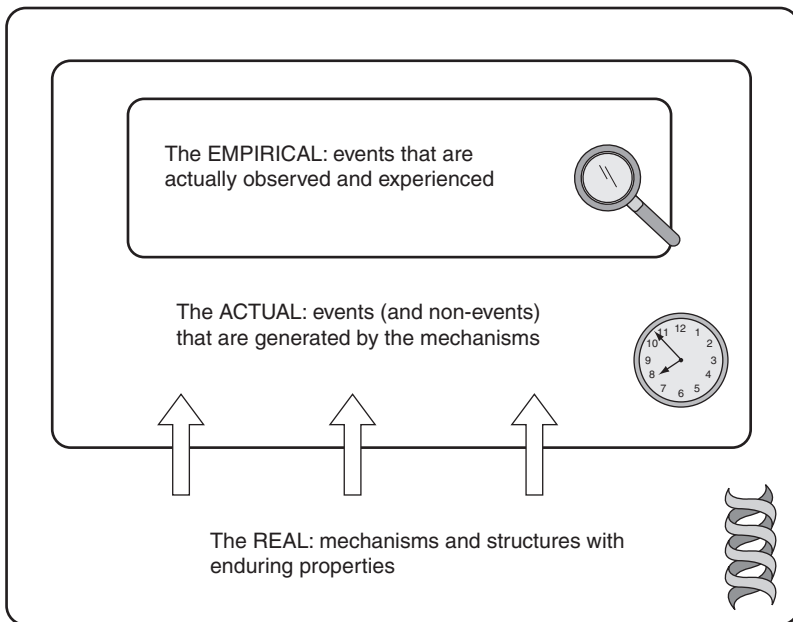 The EMPIRICAL: events that are
actually observed and experienced
The ACTUAL: events (and non-events)
that are generated by the mechanisms
11 12 1
10 2
9 3
8 4
7 6 5
The REAL: mechanisms and structures with
enduring properties